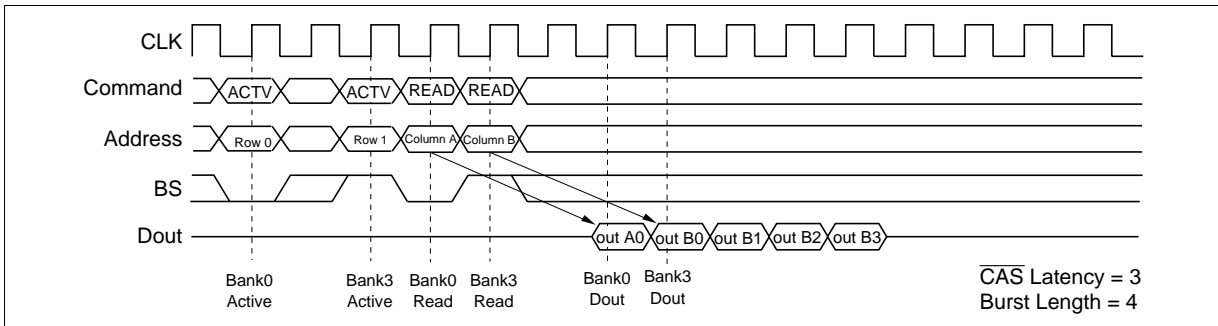 CLK
Command ACTV ACTV READ READ
Address Row 0 Row 1 Column A Column B
BS
Dout out A0 out B0 out B1 out B2 out B3
Bank0 Active
Bank3 Active
Bank0 Read
Bank3 Read
Bank0 Dout
Bank3 Dout
CAS Latency = 3
Burst Length = 4